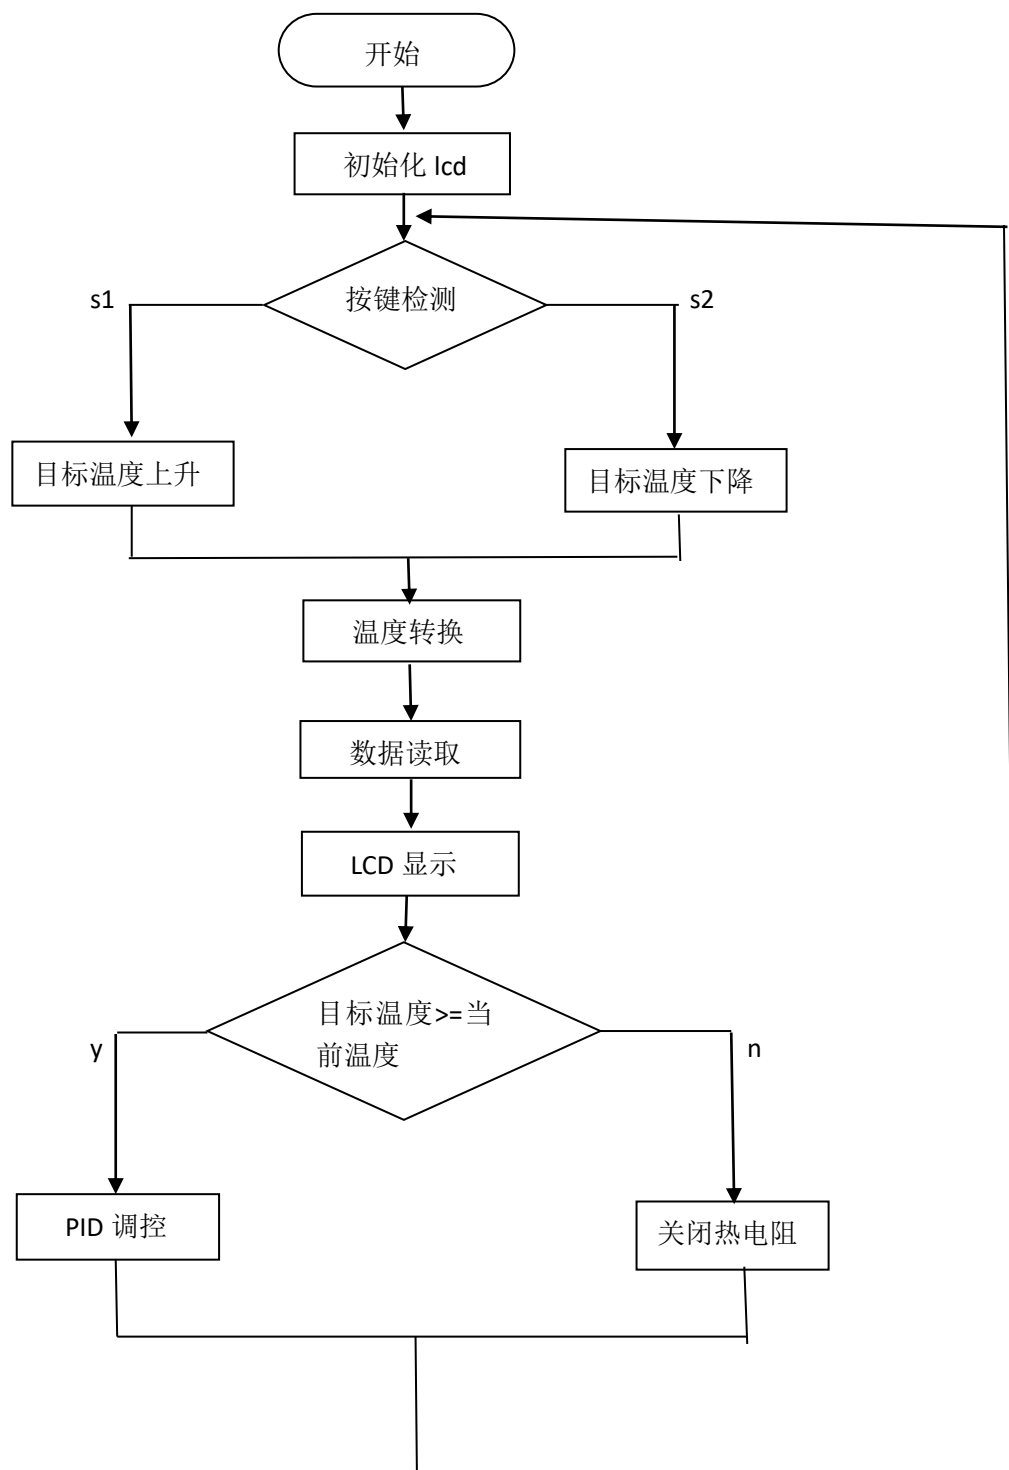 开始
初始化 lcd
s1
按键检测
s2
目标温度上升
目标温度下降
温度转换
数据读取
LCD 显示
目标温度>=当
前温度
y
n
PID 调控
关闭热电阻